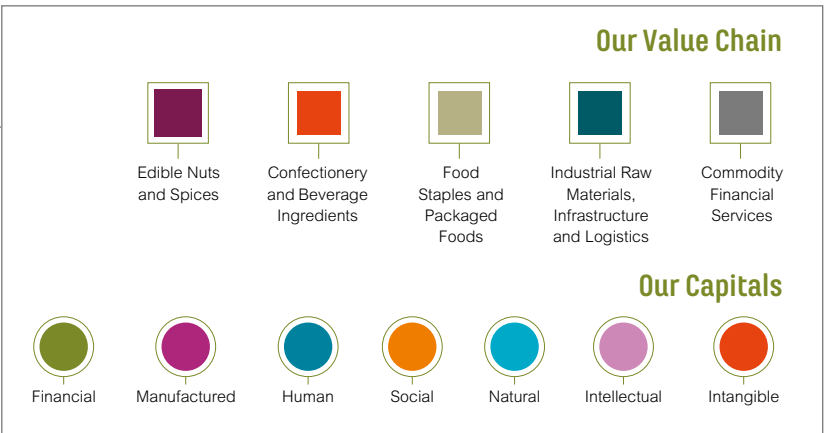 Our Value Chain
Edible Nuts
and Spices
Confectionery
and Beverage
Ingredients
Food
Staples and
Packaged
Foods
Industrial Raw
Materials,
Infrastructure
and Logistics
Commodity
Financial
Services
Our Capitals
Financial
Manufactured
Human
Social
Natural
Intellectual
Intangible